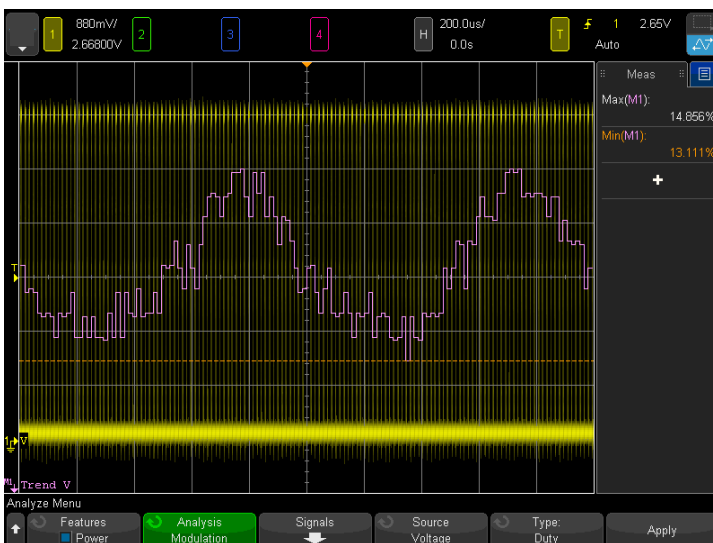 1 880mV/ 2.66800V 2 3 4 H 200.0us/ 0.0s T 1 2.65V Auto
Meas
Max(M1):
14.856%
Min(M1):
13.111%
+
T
1 V
M1 Trend V
Analyze Menu
Features Power
Analysis Modulation
Signals
Source Voltage
Type: Duty
Apply